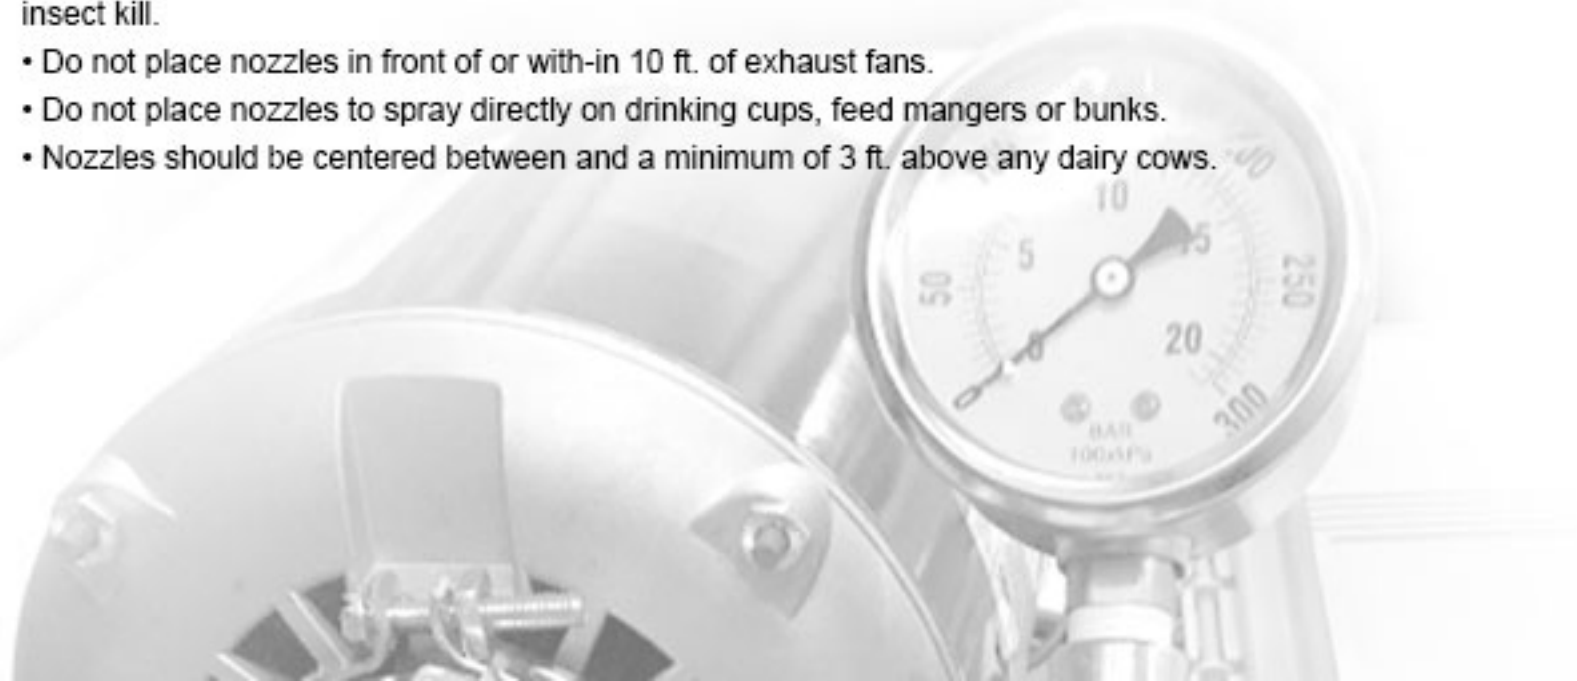 insect kill.
• Do not place nozzles in front of or with-in 10 ft. of exhaust fans.
• Do not place nozzles to spray directly on drinking cups, feed mangers or bunks.
• Nozzles should be centered between and a minimum of 3 ft. above any dairy cows.
10
5
15
50
250
0
20
300
BAR
100xkPa